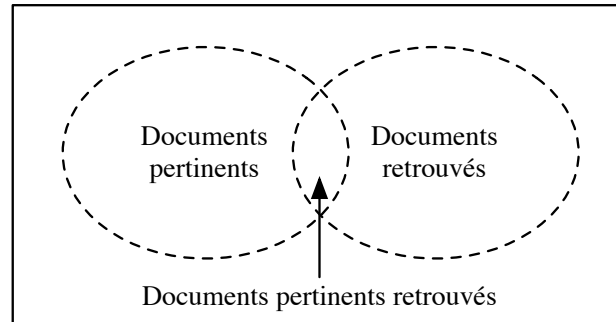 Documents
pertinents
Documents
retrouvés
Documents pertinents retrouvés